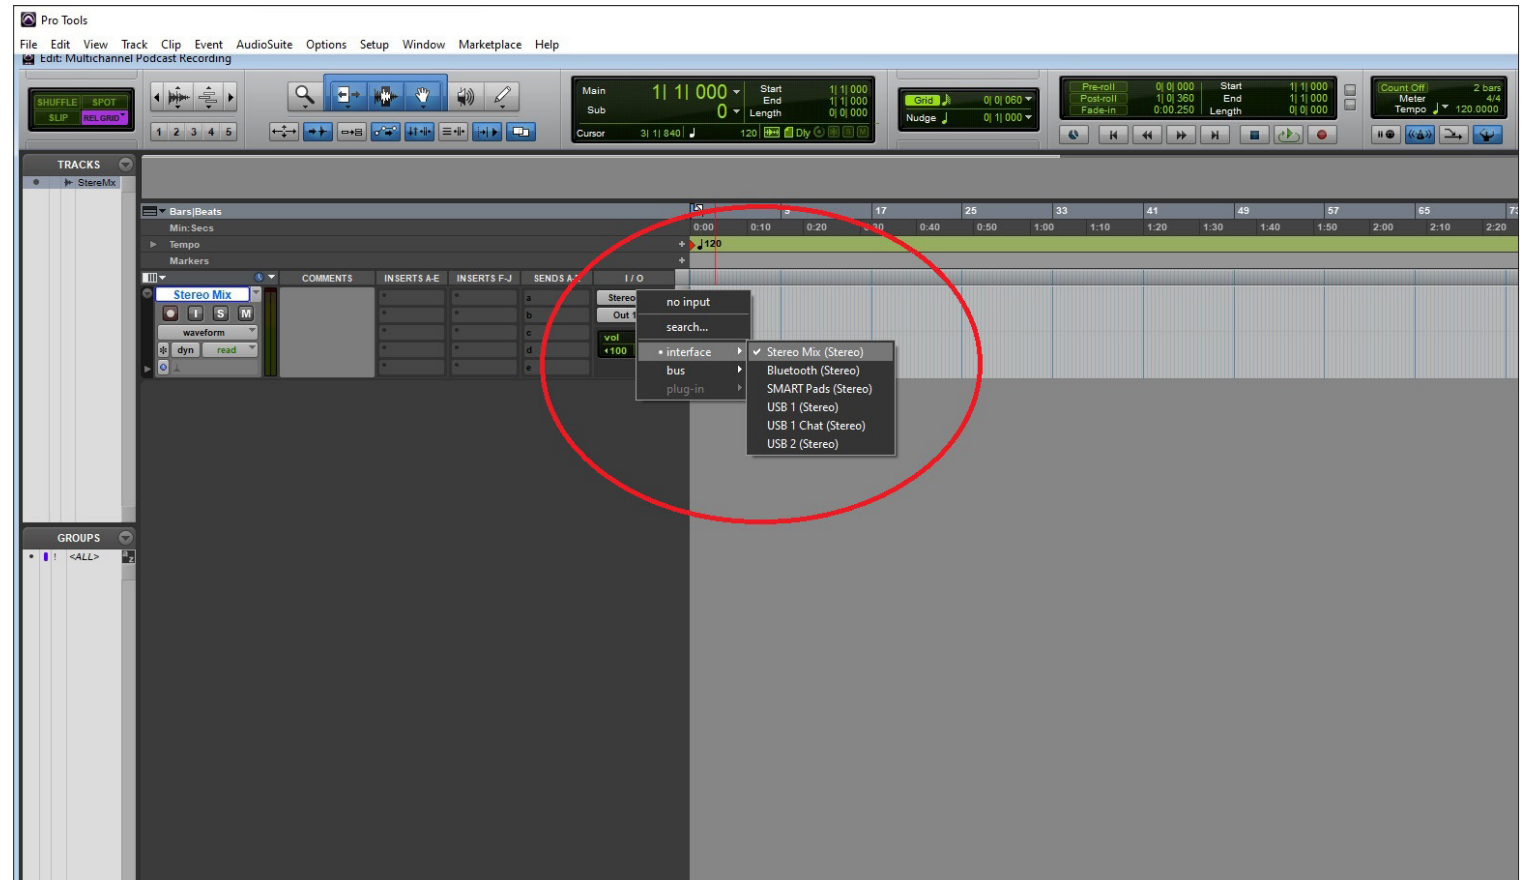 Pro Tools
File Edit View Track Clip Event AudioSuite Options Setup Window Marketplace Help
Edit: Multichannel Podcast Recording
SHUFFLE SPOT
SLIP REL GRID
1 2 3 4 5
Main 1| 1| 000
Sub 0
Start 1| 1| 000
End 1| 1| 000
Length 0| 0| 000
Cursor 3| 1| 840 120 Dly
Grid 0| 0| 060
Nudge 0| 1| 000
Pre-roll 0| 0| 000
Post-roll 1| 0| 360
Fade-in 0:00.250
Start 1| 1| 000
End 1| 1| 000
Length 0| 0| 000
Count Off 2 bars
Meter 4/4
Tempo 120.0000
TRACKS
StereMx
Bars|Beats 17 25 33 41 49 57 65
Min:Secs 0:00 0:10 0:20 0:40 0:50 1:00 1:10 1:20 1:30 1:40 1:50 2:00 2:10 2:20
Tempo + 120
Markers +
COMMENTS INSERTS A-E INSERTS F-J SENDS I / O
Stereo Mix
I S M
waveform
dyn read
a
b
c
d
e
Stereo
Out 1
vol
100
no input
search...
interface
bus
plug-in
Stereo Mix (Stereo)
Bluetooth (Stereo)
SMART Pads (Stereo)
USB 1 (Stereo)
USB 1 Chat (Stereo)
USB 2 (Stereo)
GROUPS
! <ALL> a z